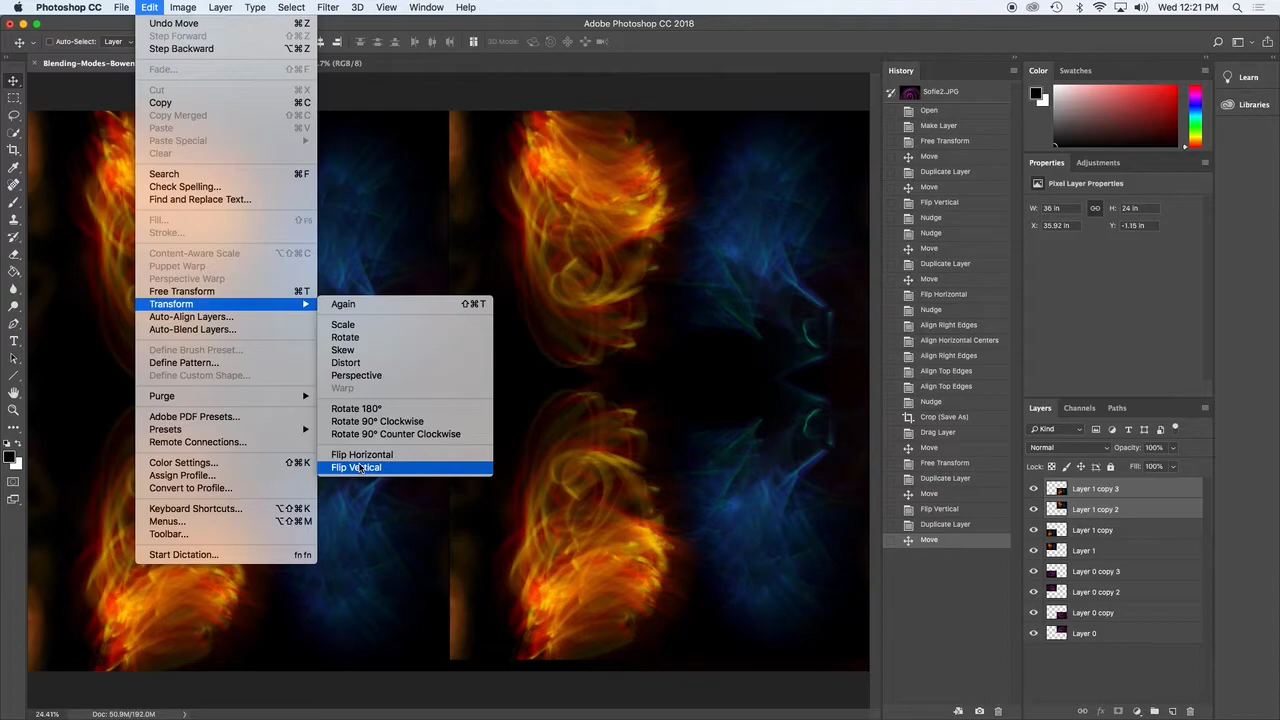 Photoshop CC File Edit Image Layer Type Select Filter 3D View Window Help
Wed 12:21 PM
Adobe Photoshop CC 2018
Auto-Select: Layer
3D Mode:
Blending-Modes-Bowen
.7% (RGB/8)
Undo Move ⌘Z
Step Forward ⇧⌘Z
Step Backward ⌥⌘Z
Fade... ⇧⌘F
Cut ⌘X
Copy ⌘C
Copy Merged ⇧⌘C
Paste ⌘V
Paste Special
Clear
Search ⌘F
Check Spelling...
Find and Replace Text...
Fill... ⇧F5
Stroke...
Content-Aware Scale ⌥⇧⌘C
Puppet Warp
Perspective Warp
Free Transform ⌘T
Transform
Auto-Align Layers...
Auto-Blend Layers...
Define Brush Preset...
Define Pattern...
Define Custom Shape...
Purge
Adobe PDF Presets...
Presets
Remote Connections...
Color Settings... ⇧⌘K
Assign Profile...
Convert to Profile...
Keyboard Shortcuts... ⌥⇧⌘K
Menus... ⌥⇧⌘M
Toolbar...
Start Dictation... fn fn
Again ⇧⌘T
Scale
Rotate
Skew
Distort
Perspective
Warp
Rotate 180°
Rotate 90° Clockwise
Rotate 90° Counter Clockwise
Flip Horizontal
Flip Vertical
History
Sofie2.JPG
Open
Make Layer
Free Transform
Move
Duplicate Layer
Move
Flip Vertical
Nudge
Nudge
Move
Duplicate Layer
Move
Flip Horizontal
Nudge
Align Right Edges
Align Horizontal Centers
Align Right Edges
Align Top Edges
Align Top Edges
Nudge
Crop (Save As)
Drag Layer
Move
Free Transform
Duplicate Layer
Move
Flip Vertical
Duplicate Layer
Move
Color Swatches
Properties Adjustments
Pixel Layer Properties
W: 36 in H: 24 in
X: 35.92 in Y: -1.15 in
Layers Channels Paths
Kind
Normal Opacity: 100%
Lock: Fill: 100%
Layer 1 copy 3
Layer 1 copy 2
Layer 1 copy
Layer 1
Layer 0 copy 3
Layer 0 copy 2
Layer 0 copy
Layer 0
Learn
Libraries
24.41% Doc: 50.9M/192.0M